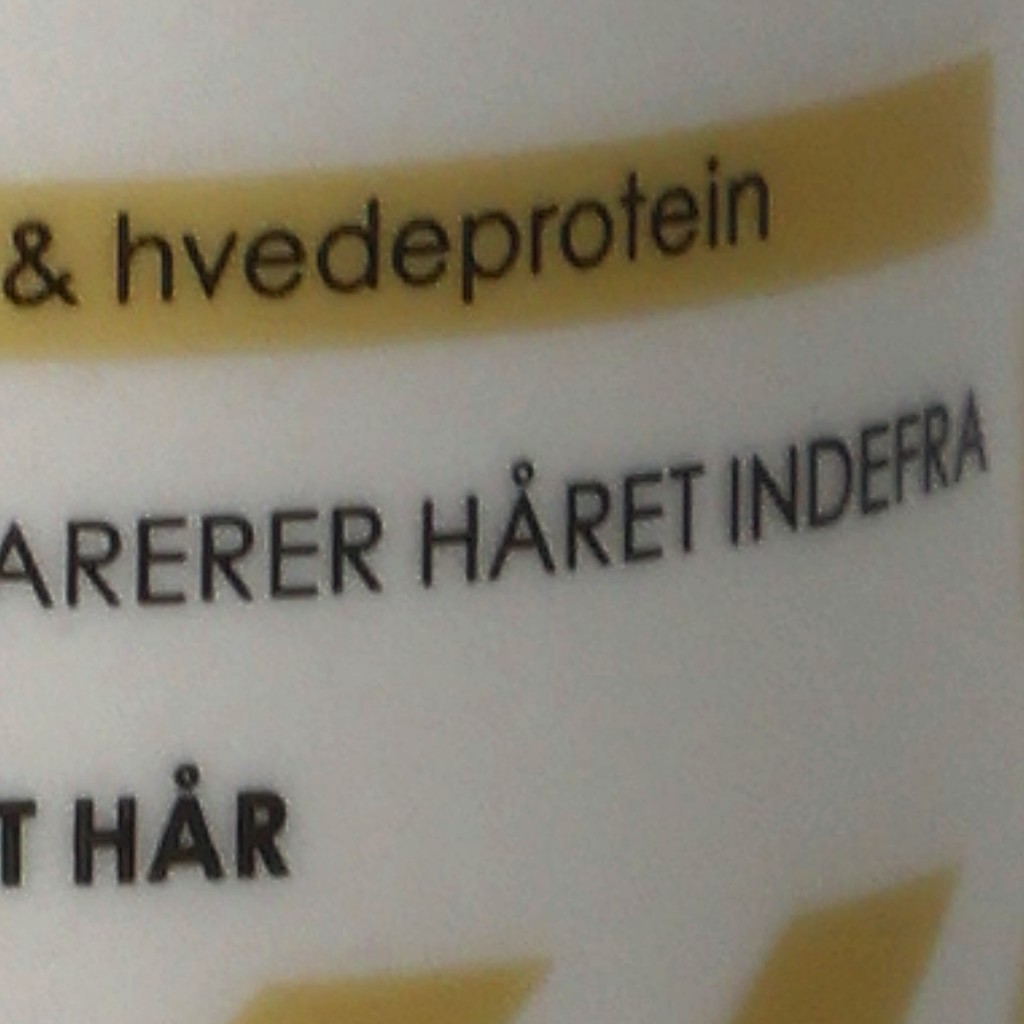 & hvedeprotein
ARERER HÅRET INDEFRA
T HÅR